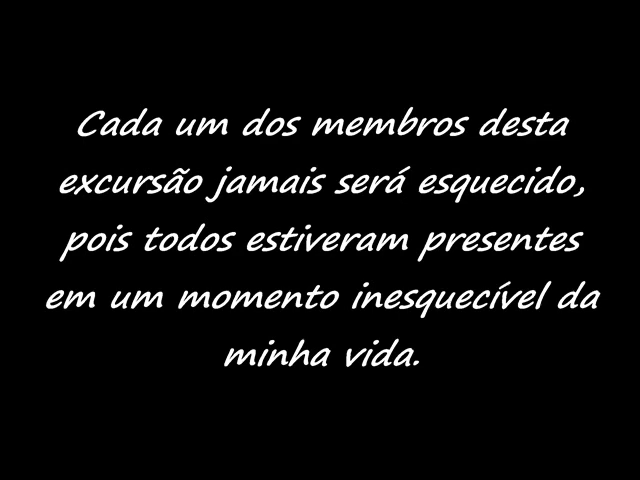 Cada um dos membros desta
excursão jamais será esquecido,
pois todos estiveram presentes
em um momento inesquecível da
minha vida.